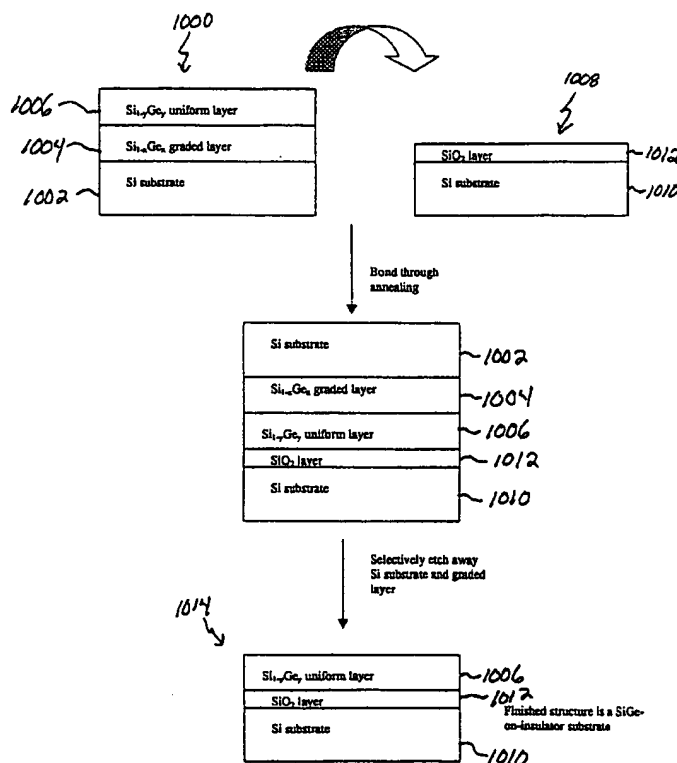 1000
1006
Si₁₋yGey uniform layer
1004
Si₁₋ₓGeₓ graded layer
1002
Si substrate
1008
SiO₂ layer
1012
Si substrate
1010
Bond through
annealing
Si substrate
1002
Si₁₋ₓGeₓ graded layer
1004
Si₁₋yGey uniform layer
1006
SiO₂ layer
1012
Si substrate
1010
Selectively etch away
Si substrate and graded
layer
1014
Si₁₋yGey uniform layer
1006
SiO₂ layer
1012
Finished structure is a SiGe-
on-insulator substrate
Si substrate
1010